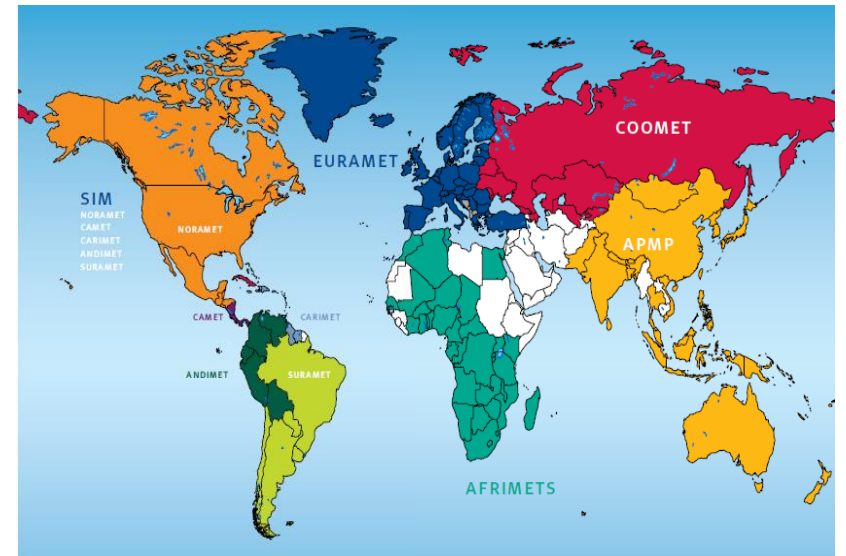 COOMET
EURAMET
SIM
NORAMET
CAMET
CARIMET
ANDIMET
SURAMET
NORAMET
APMP
CAMET
CARIMET
ANDIMET
SURAMET
AFRIMETS